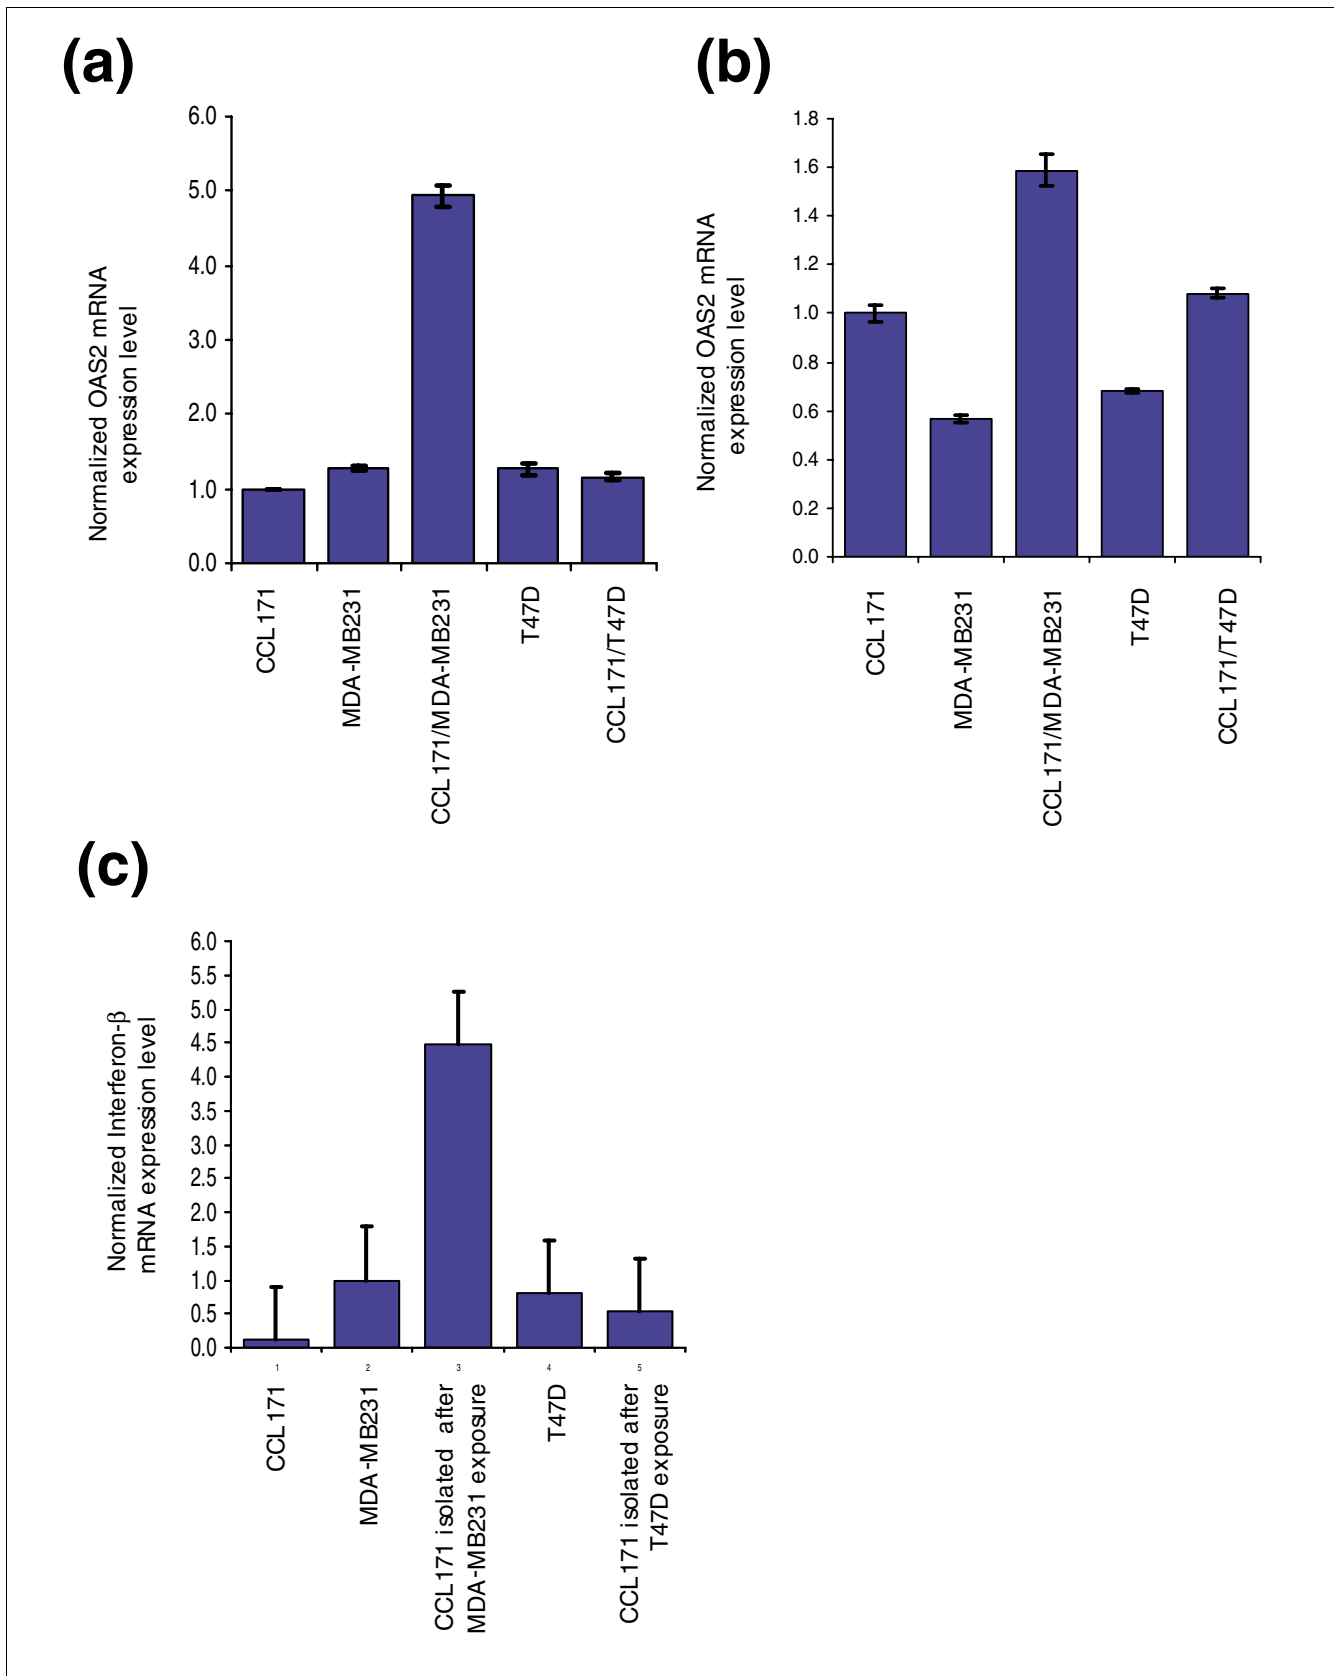 (a)
6.0
5.0
4.0
3.0
2.0
1.0
0.0
Normalized OAS2 mRNA
expression level
CCL171
MDA-MB231
CCL171/MDA-MB231
T47D
CCL171/T47D
(b)
1.8
1.6
1.4
1.2
1.0
0.8
0.6
0.4
0.2
0.0
Normalized OAS2 mRNA
expression level
CCL171
MDA-MB231
CCL171/MDA-MB231
T47D
CCL171/T47D
(c)
6.0
5.5
5.0
4.5
4.0
3.5
3.0
2.5
2.0
1.5
1.0
0.5
0.0
Normalized Interferon-β
mRNA expression level
1
2
3
4
5
CCL171
MDA-MB231
CCL171 isolated after
MDA-MB231 exposure
T47D
CCL171 isolated after
T47D exposure